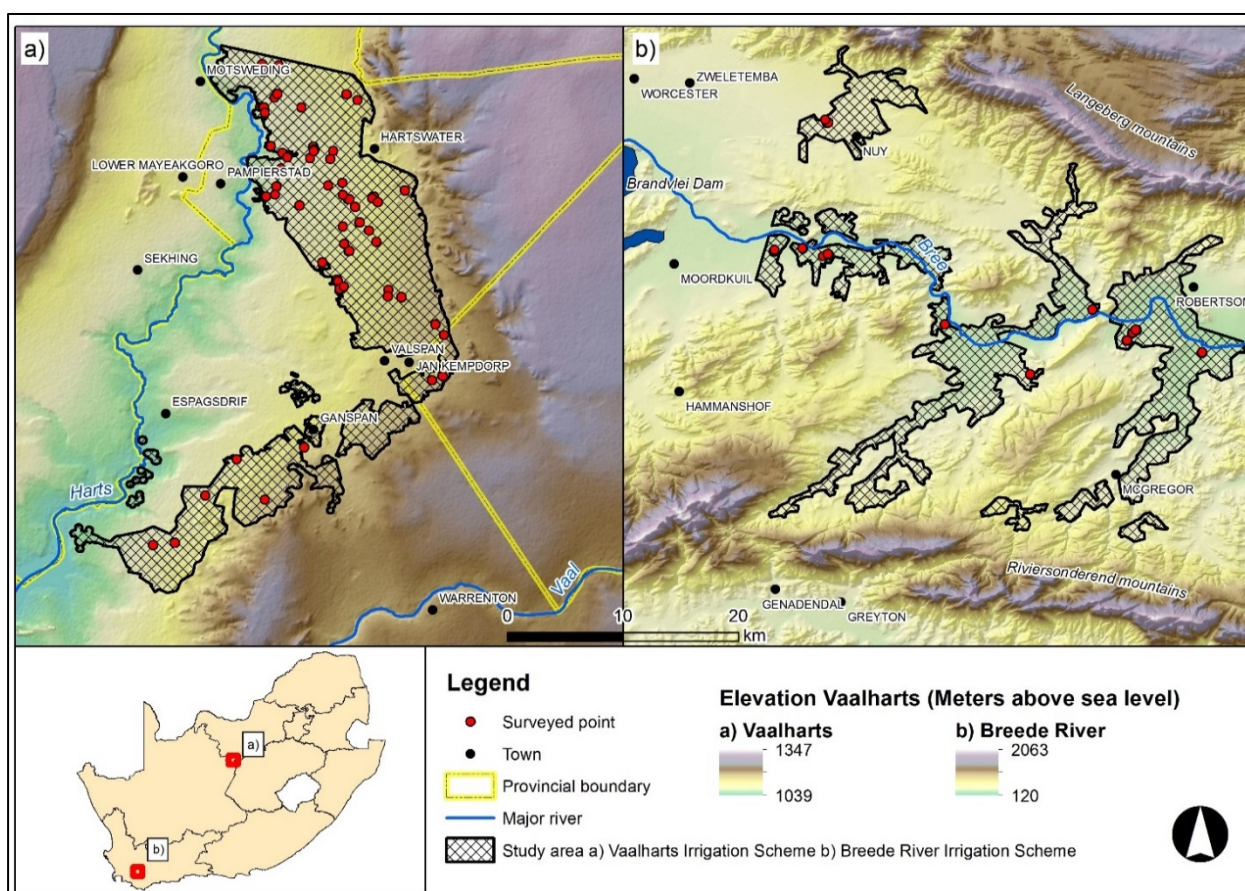 a)
MOTSWEDING
HARTSWATER
LOWER MAYEAKGORO
PAMPIERSTAD
SEKHING
VALSPAN
JAN KEMPDORP
ESPAGSDRIF
GANSPAN
Harts
Vaal
WARRENTON
b)
ZWELETEMBA
WORCESTER
Langeberg mountains
NUY
Brandvlei Dam
MOORDKUIL
Bree
ROBERTSON
HAMMANSHOF
MCGREGOR
Riviersonderend mountains
GENADENDAL
GREYTON
0 10 20
km
a)
b)
Legend
Surveyed point
Town
Provincial boundary
Major river
Study area a) Vaalharts Irrigation Scheme b) Breede River Irrigation Scheme
Elevation Vaalharts (Meters above sea level)
a) Vaalharts
1347
1039
b) Breede River
2063
120